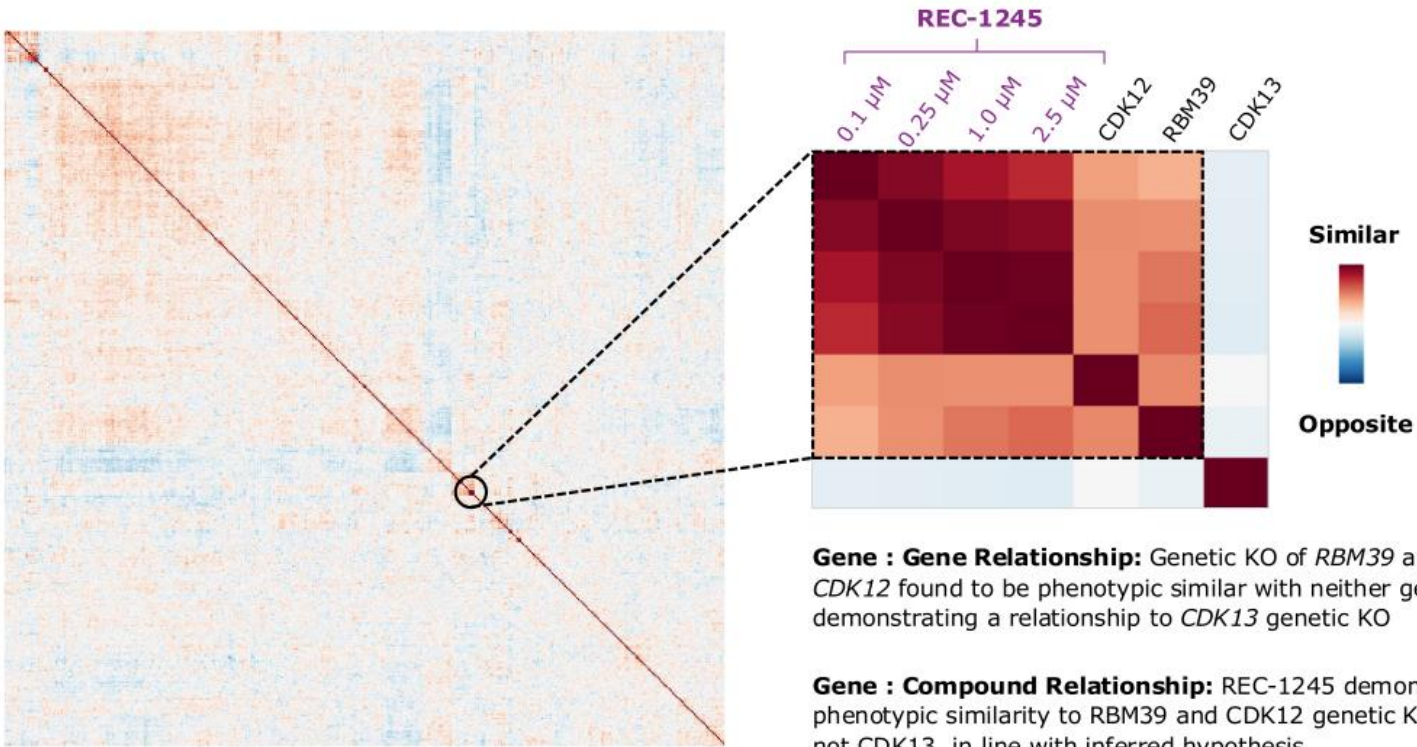 REC-1245
0.1 μM
0.25 μM
1.0 μM
2.5 μM
CDK12
RBM39
CDK13
Similar
Opposite
Gene : Gene Relationship: Genetic KO of RBM39 a
CDK12 found to be phenotypic similar with neither ge
demonstrating a relationship to CDK13 genetic KO
Gene : Compound Relationship: REC-1245 demon
phenotypic similarity to RBM39 and CDK12 genetic K
not CDK13, in line with inferred hypothesis